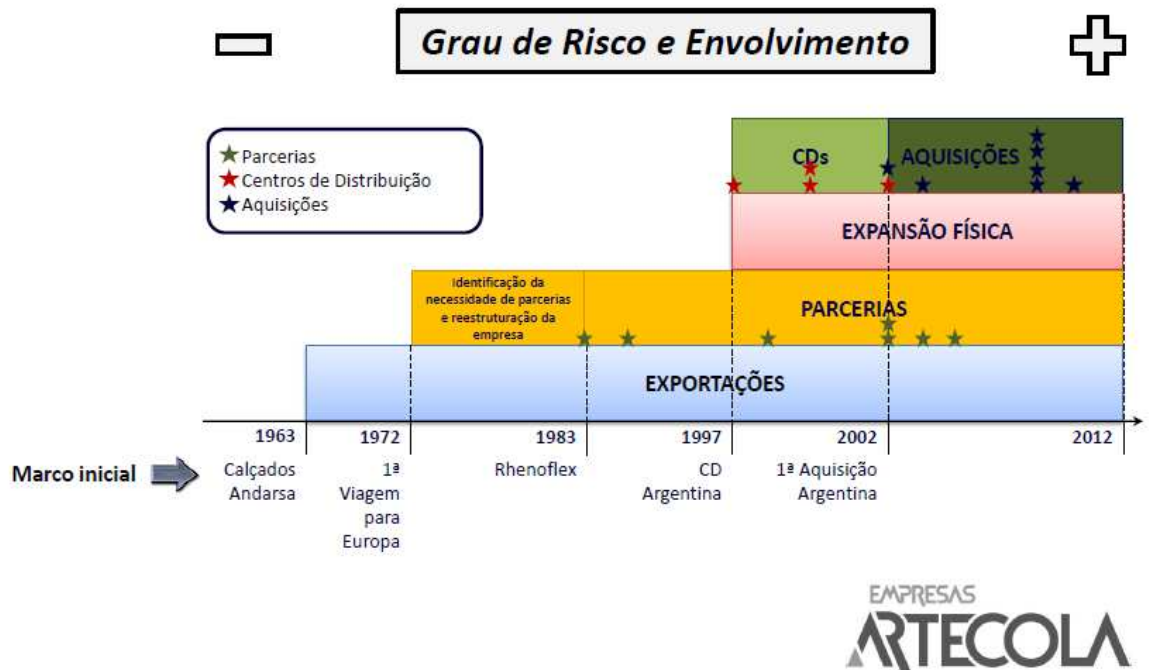 Grau de Risco e Envolvimento
Parcerias
Centros de Distribuição
Aquisições
CDs
AQUISIÇÕES
EXPANSÃO FÍSICA
Identificação da
necessidade de parcerias
e reestruturação da
empresa
PARCERIAS
EXPORTAÇÕES
1963
1972
1983
1997
2002
2012
Marco inicial
Calçados
Andarsa
1ª
Viagem
para
Europa
Rhenoflex
CD
Argentina
1ª Aquisição
Argentina
EMPRESAS
ARTECOLA